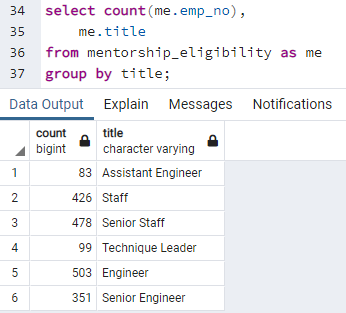 34 select count(me.emp_no),
35 me.title
36 from mentorship_eligibility as me
37 group by title;
Data Output Explain Messages Notifications
count title
bigint character varying
1 83 Assistant Engineer
2 426 Staff
3 478 Senior Staff
4 99 Technique Leader
5 503 Engineer
6 351 Senior Engineer